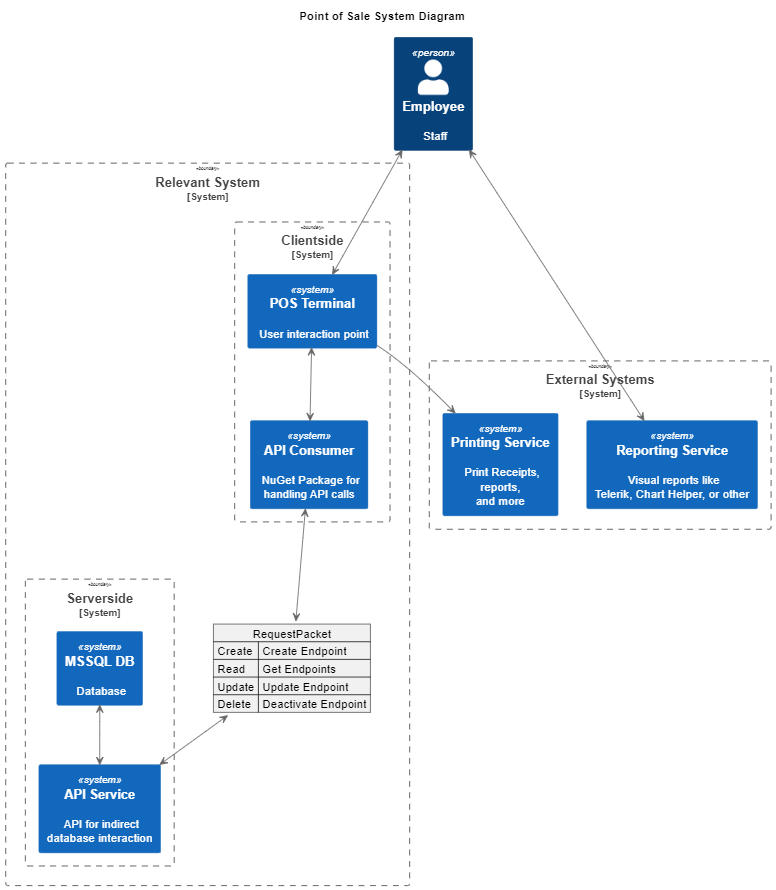 Point of Sale System Diagram
«person»
Employee
Staff
«boundary»
Relevant System
[System]
«boundary»
Clientside
[System]
«system»
POS Terminal
User interaction point
«system»
API Consumer
NuGet Package for
handling API calls
«boundary»
External Systems
[System]
«system»
Printing Service
Print Receipts,
reports,
and more
«system»
Reporting Service
Visual reports like
Telerik, Chart Helper, or other
«boundary»
Serverside
[System]
«system»
MSSQL DB
Database
«system»
API Service
API for indirect
database interaction
RequestPacket
Create Create Endpoint
Read Get Endpoints
Update Update Endpoint
Delete Deactivate Endpoint